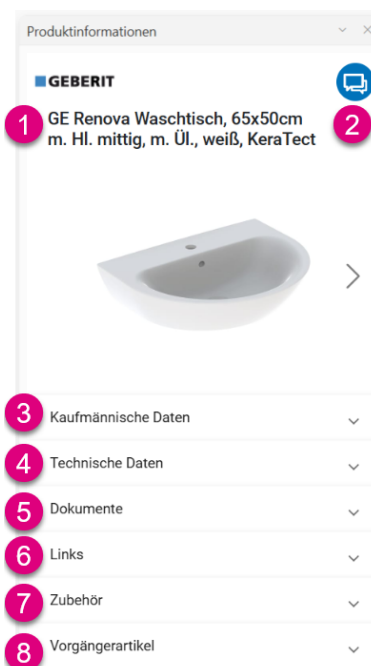 Produktinformationen
GEBERIT
1 GE Renova Waschtisch, 65x50cm
m. Hl. mittig, m. Ül., weiß, KeraTect
2
3 Kaufmännische Daten
4 Technische Daten
5 Dokumente
6 Links
7 Zubehör
8 Vorgängerartikel